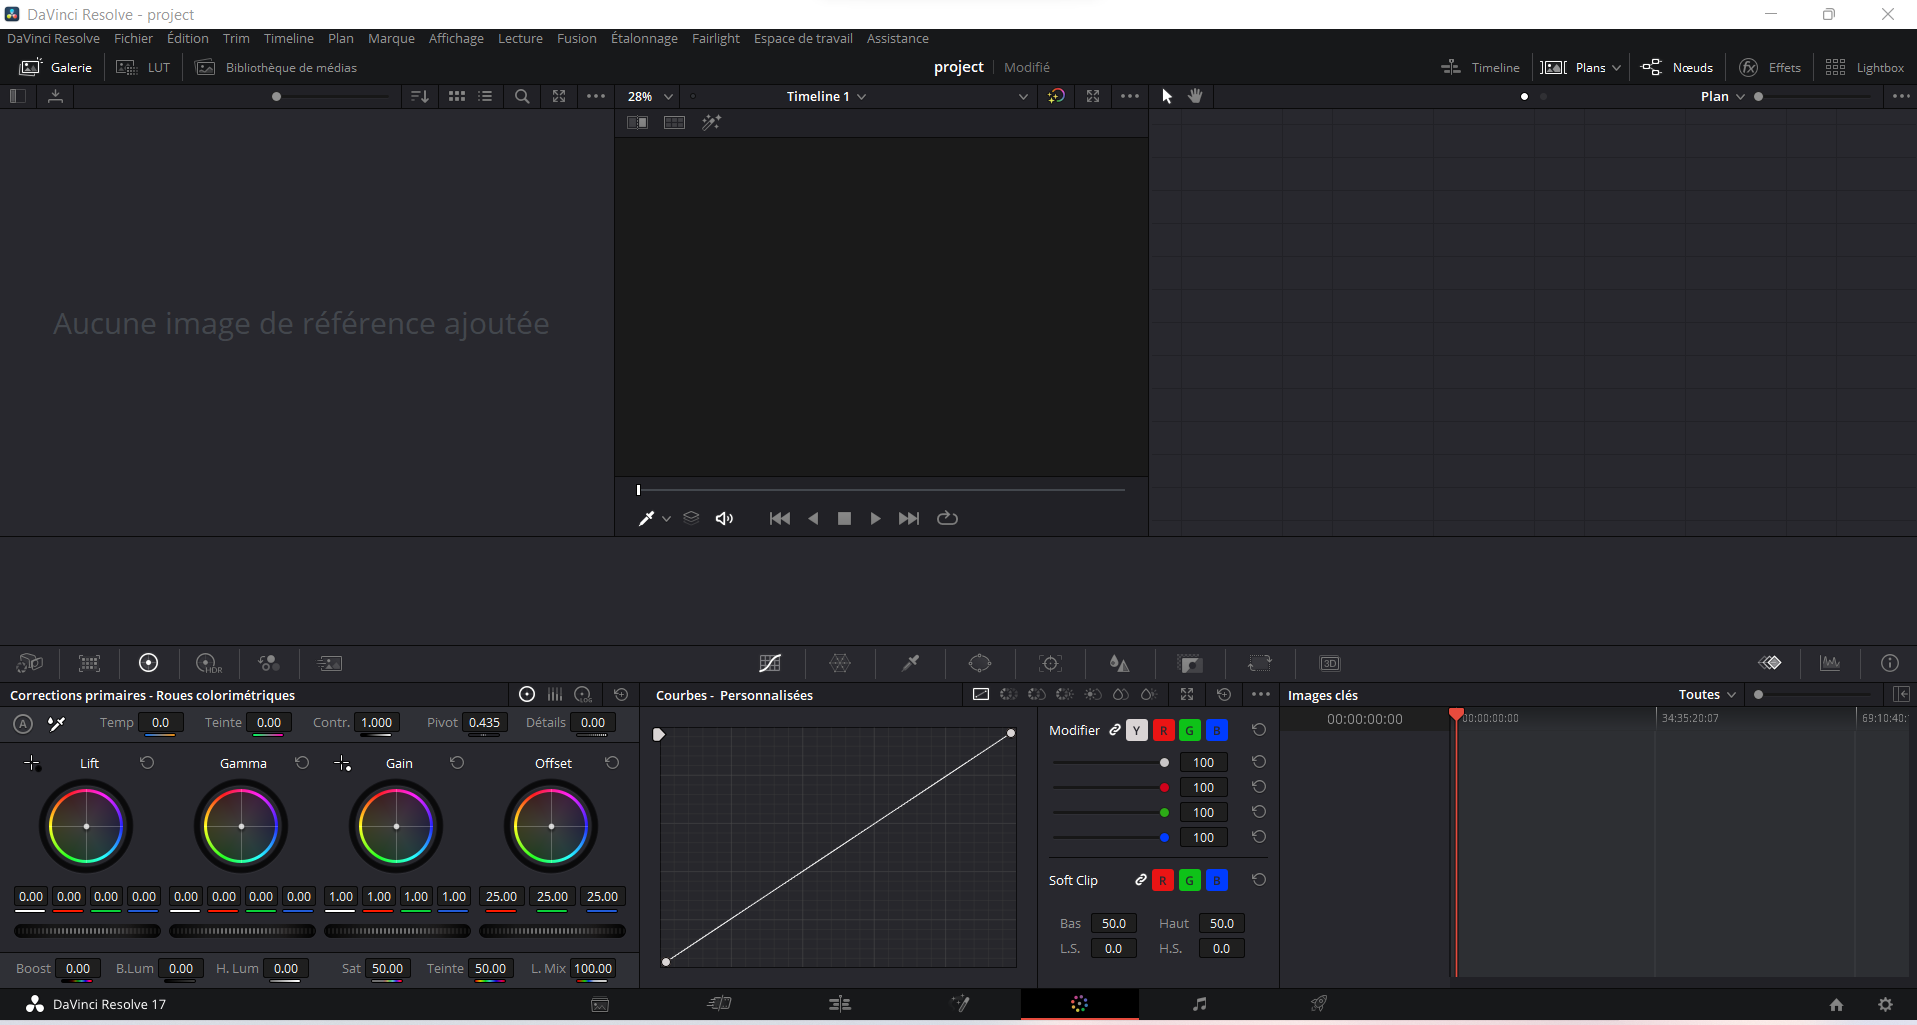 DaVinci Resolve - project
DaVinci Resolve Fichier Édition Trim Timeline Plan Marque Affichage Lecture Fusion Étalonnage Fairlight Espace de travail Assistance
Galerie LUT Bibliothèque de médias project Modifié Timeline Plans Nœuds Effets Lightbox
28% Timeline 1 Plan
Aucune image de référence ajoutée
HDR 3D
Corrections primaires - Roues colorimétriques LOG Courbes - Personnalisées Images clés Toutes
A Temp 0.0 Teinte 0.00 Contr. 1.000 Pivot 0.435 Détails 0.00
00:00:00:00 00:00:00:00 34:35:20:07 69:10:40:
Modifier Y R G B
Lift Gamma Gain Offset
100
100
100
100
Soft Clip R G B
0.00 0.00 0.00 0.00 0.00 0.00 0.00 0.00 1.00 1.00 1.00 1.00 25.00 25.00 25.00
Bas 50.0 Haut 50.0
L.S. 0.0 H.S. 0.0
Boost 0.00 B.Lum 0.00 H. Lum 0.00 Sat 50.00 Teinte 50.00 L. Mix 100.00
DaVinci Resolve 17